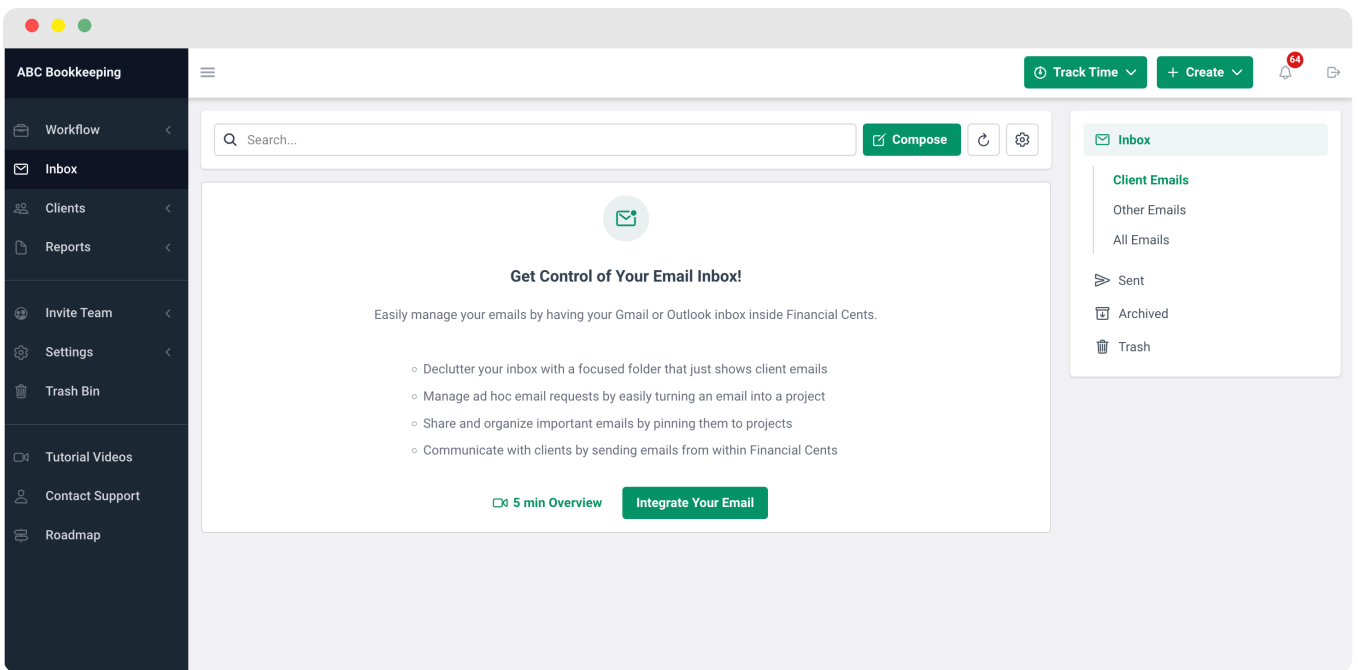 ABC Bookkeeping
Track Time
+ Create
64
Workflow
Inbox
Clients
Reports
Invite Team
Settings
Trash Bin
Tutorial Videos
Contact Support
Roadmap
Search...
Compose
Get Control of Your Email Inbox!
Easily manage your emails by having your Gmail or Outlook inbox inside Financial Cents.
Declutter your inbox with a focused folder that just shows client emails
Manage ad hoc email requests by easily turning an email into a project
Share and organize important emails by pinning them to projects
Communicate with clients by sending emails from within Financial Cents
5 min Overview
Integrate Your Email
Inbox
Client Emails
Other Emails
All Emails
Sent
Archived
Trash